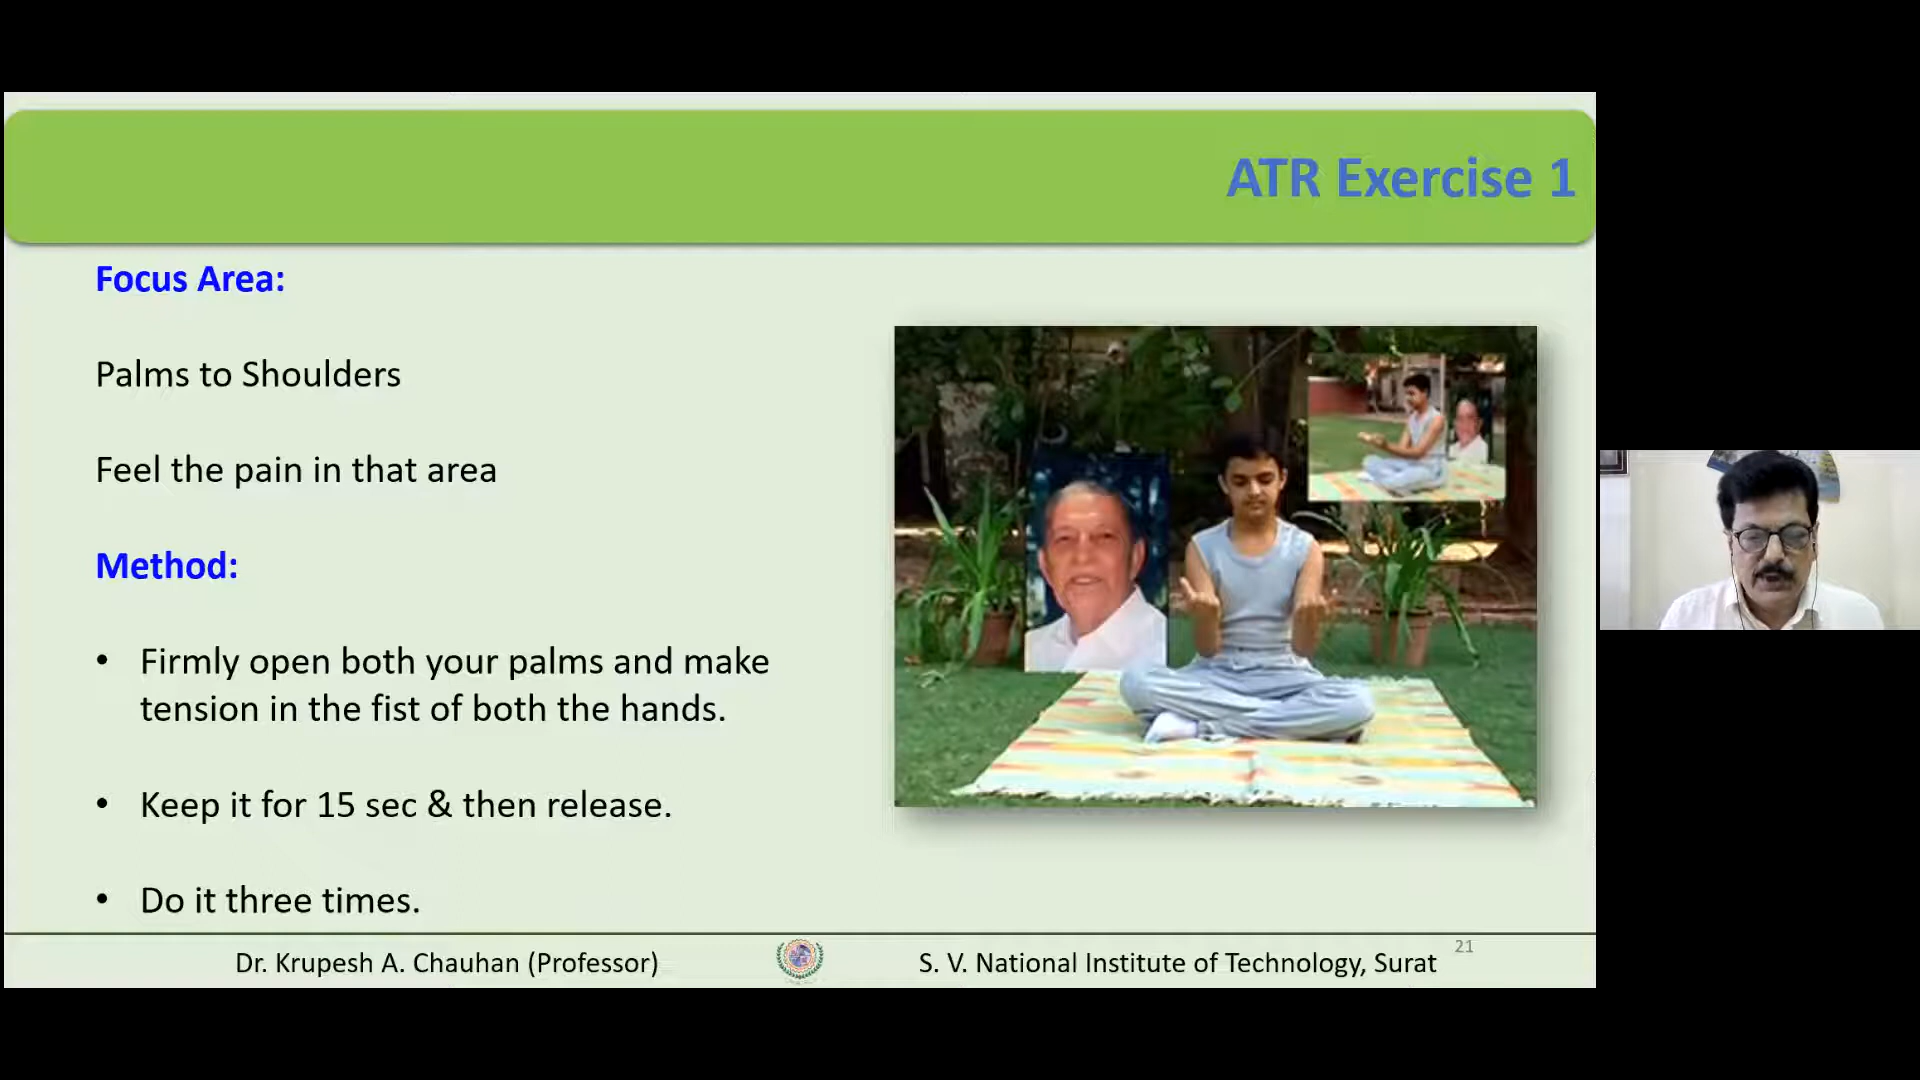 ATR Exercise 1
Focus Area:
Palms to Shoulders
Feel the pain in that area
Method:
• Firmly open both your palms and make
tension in the fist of both the hands.
• Keep it for 15 sec & then release.
• Do it three times.
Dr. Krupesh A. Chauhan (Professor)
S. V. National Institute of Technology, Surat
21